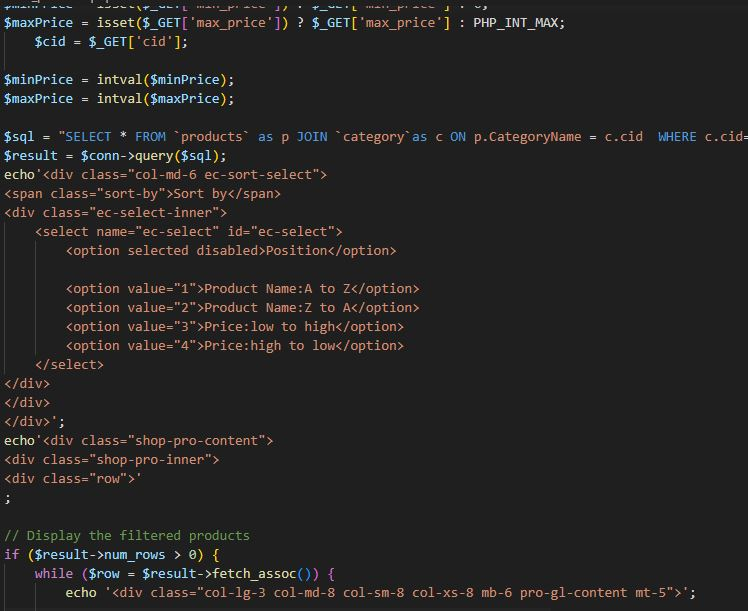 $minPrice = isset($_GET['min_price']) ? $_GET['min_price'] : 0;
$maxPrice = isset($_GET['max_price']) ? $_GET['max_price'] : PHP_INT_MAX;
    $cid = $_GET['cid'];
$minPrice = intval($minPrice);
$maxPrice = intval($maxPrice);
$sql = "SELECT * FROM `products` as p JOIN `category`as c ON p.CategoryName = c.cid  WHERE c.cid=
$result = $conn->query($sql);
echo'<div class="col-md-6 ec-sort-select">
<span class="sort-by">Sort by</span>
<div class="ec-select-inner">
    <select name="ec-select" id="ec-select">
        <option selected disabled>Position</option>
        <option value="1">Product Name:A to Z</option>
        <option value="2">Product Name:Z to A</option>
        <option value="3">Price:low to high</option>
        <option value="4">Price:high to low</option>
    </select>
</div>
</div>
</div>';
echo'<div class="shop-pro-content">
<div class="shop-pro-inner">
<div class="row">'
;
// Display the filtered products
if ($result->num_rows > 0) {
    while ($row = $result->fetch_assoc()) {
        echo '<div class="col-lg-3 col-md-8 col-sm-8 col-xs-8 mb-6 pro-gl-content mt-5">';